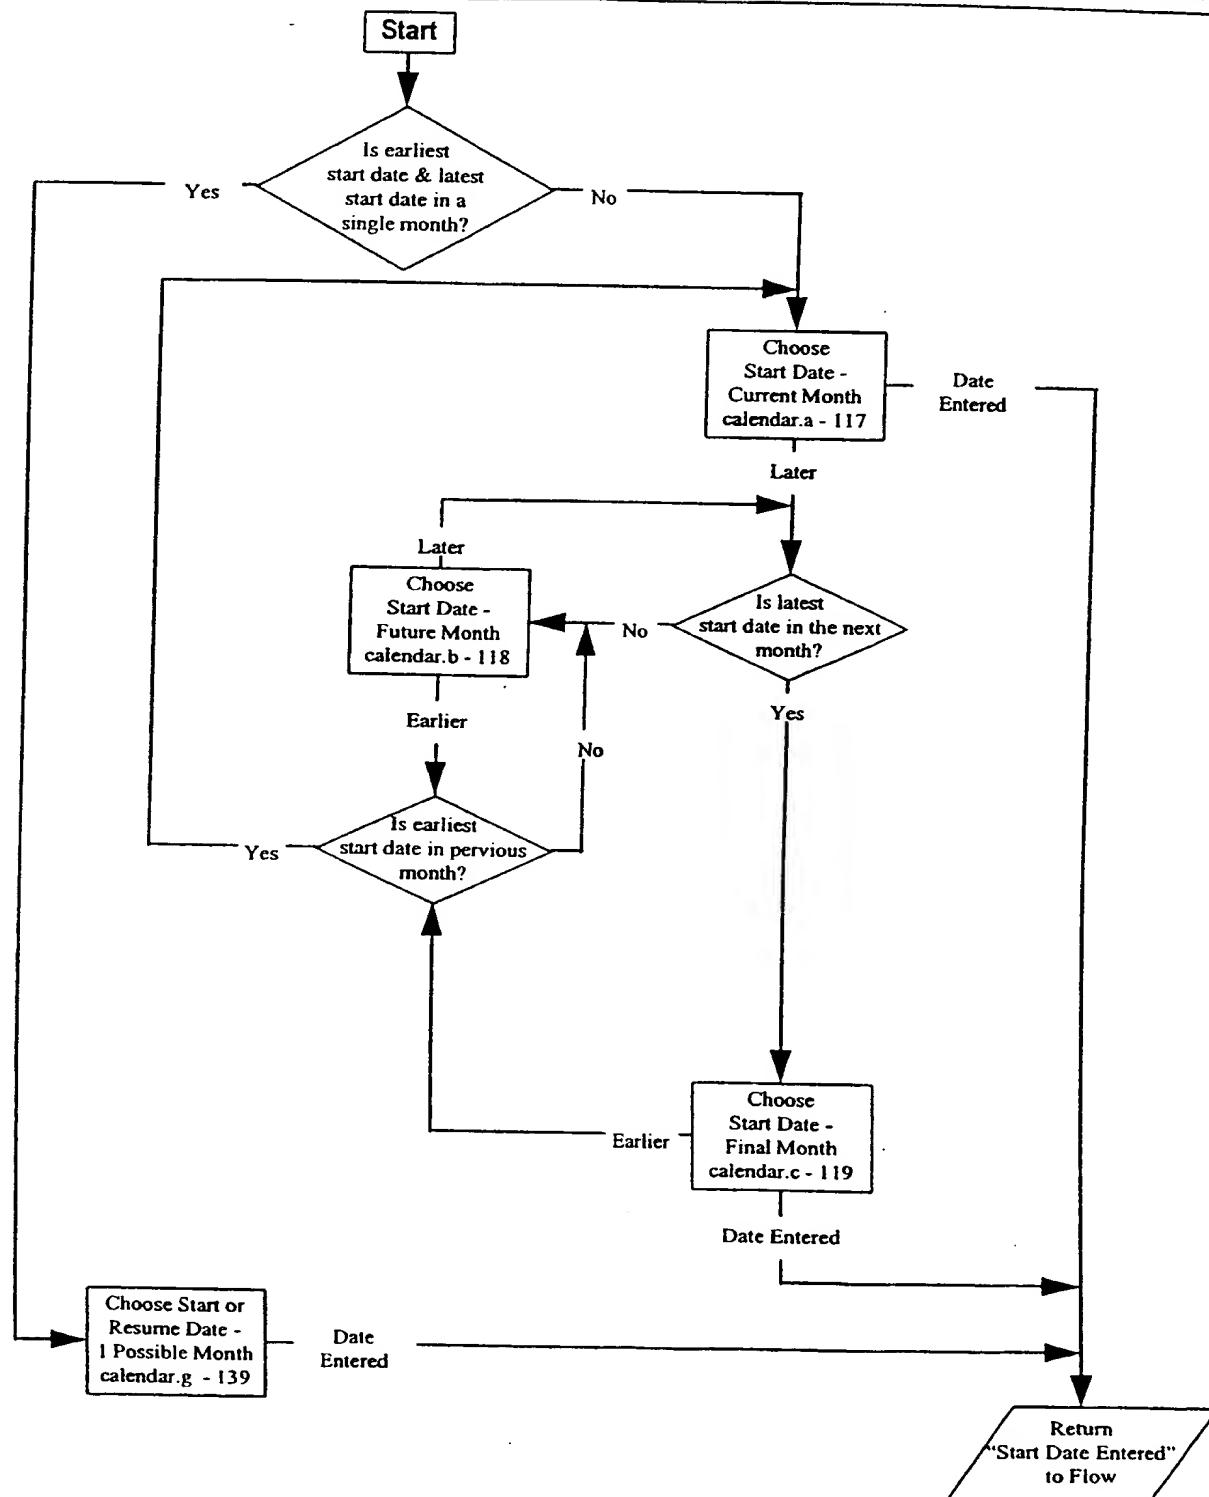 Start
Is earliest
start date & latest
start date in a
single month?
Yes
No
Choose
Start Date -
Current Month
calendar.a - 117
Date
Entered
Later
Later
Choose
Start Date -
Future Month
calendar.b - 118
Is latest
start date in the next
month?
No
Earlier
Yes
No
Is earliest
start date in pervious
month?
Yes
Choose
Start Date -
Final Month
calendar.c - 119
Earlier
Date Entered
Choose Start or
Resume Date -
1 Possible Month
calendar.g - 139
Date
Entered
Return
"Start Date Entered"
to Flow